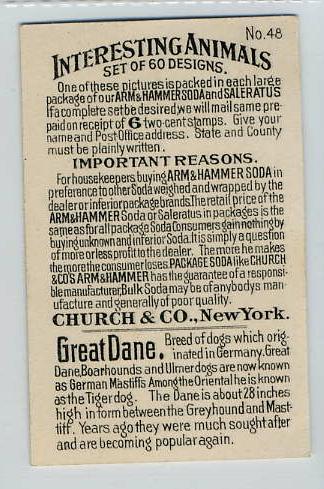 No. 48
INTERESTING ANIMALS
SET OF 60 DESIGNS.
One of these pictures is packed in each large
package of our ARM & HAMMER SODA and SALERATUS
If a complete set be desired, we will mail same pre-
paid on receipt of 6 two-cent stamps. Give your
name and Post Office address. State and County
must be plainly written.
IMPORTANT REASONS.
For housekeepers buying ARM & HAMMER SODA in
preference to other Soda weighed and wrapped by the
dealer or inferior package brands. The retail price of the
ARM & HAMMER Soda or Saleratus in packages is the
same as for all package Soda Consumers gain nothing by
buying unknown and inferior Soda. It is simply a question
of more or less profit to the dealer. The more he makes
the more the consumer loses. PACKAGE SODA like CHURCH
& CO'S ARM & HAMMER has the guarantee of a responsi-
ble manufacturer, Bulk Soda may be of anybodys man-
ufacture and generally of poor quality.
CHURCH & CO., New York.
Great Dane. Breed of dogs which orig-
inated in Germany. Great
Dane, Boarhounds and Ulmer dogs are now known
as German Mastiffs Among the Oriental he is known
as the Tiger dog. The Dane is about 28 inches
high in form between the Greyhound and Mast-
iff. Years ago they were much sought after
and are becoming popular again.